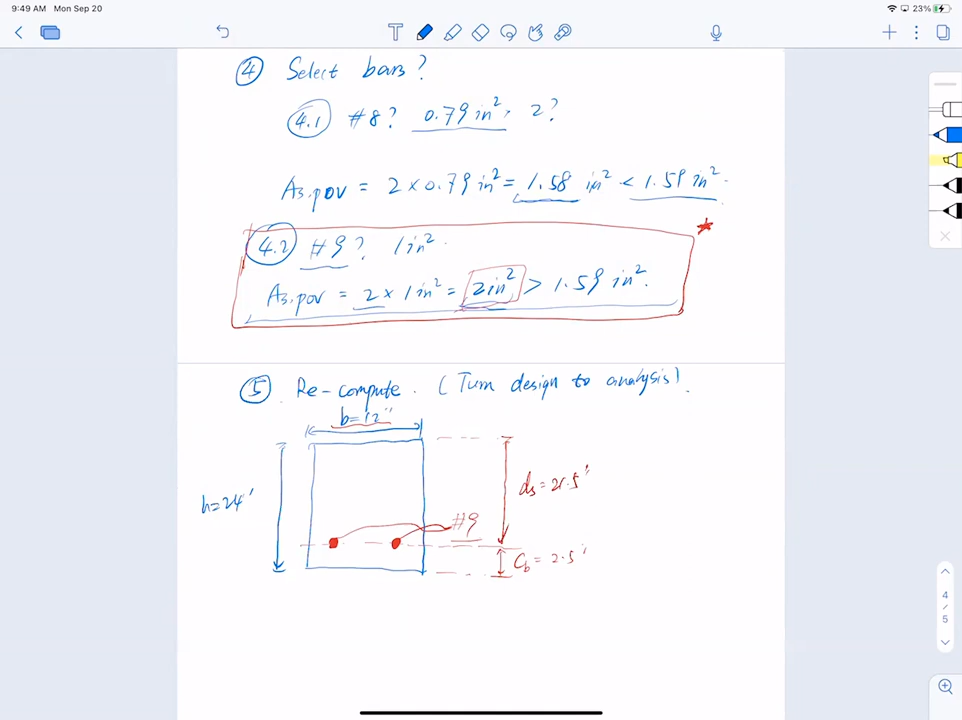 9:49 AM Mon Sep 20
23%
④ Select bars?
4.1 #8? 0.79 in², 2?
As.pov = 2 × 0.79 in² = 1.58 in² < 1.59 in².
4.2 #9? 1 in².
As.pov = 2 × 1 in² = 2 in² > 1.59 in².
⑤ Re-compute. (Turn design to analysis).
b=12"
h=24"
ds = 21.5"
#9
Cb = 2.5"
4
/
5